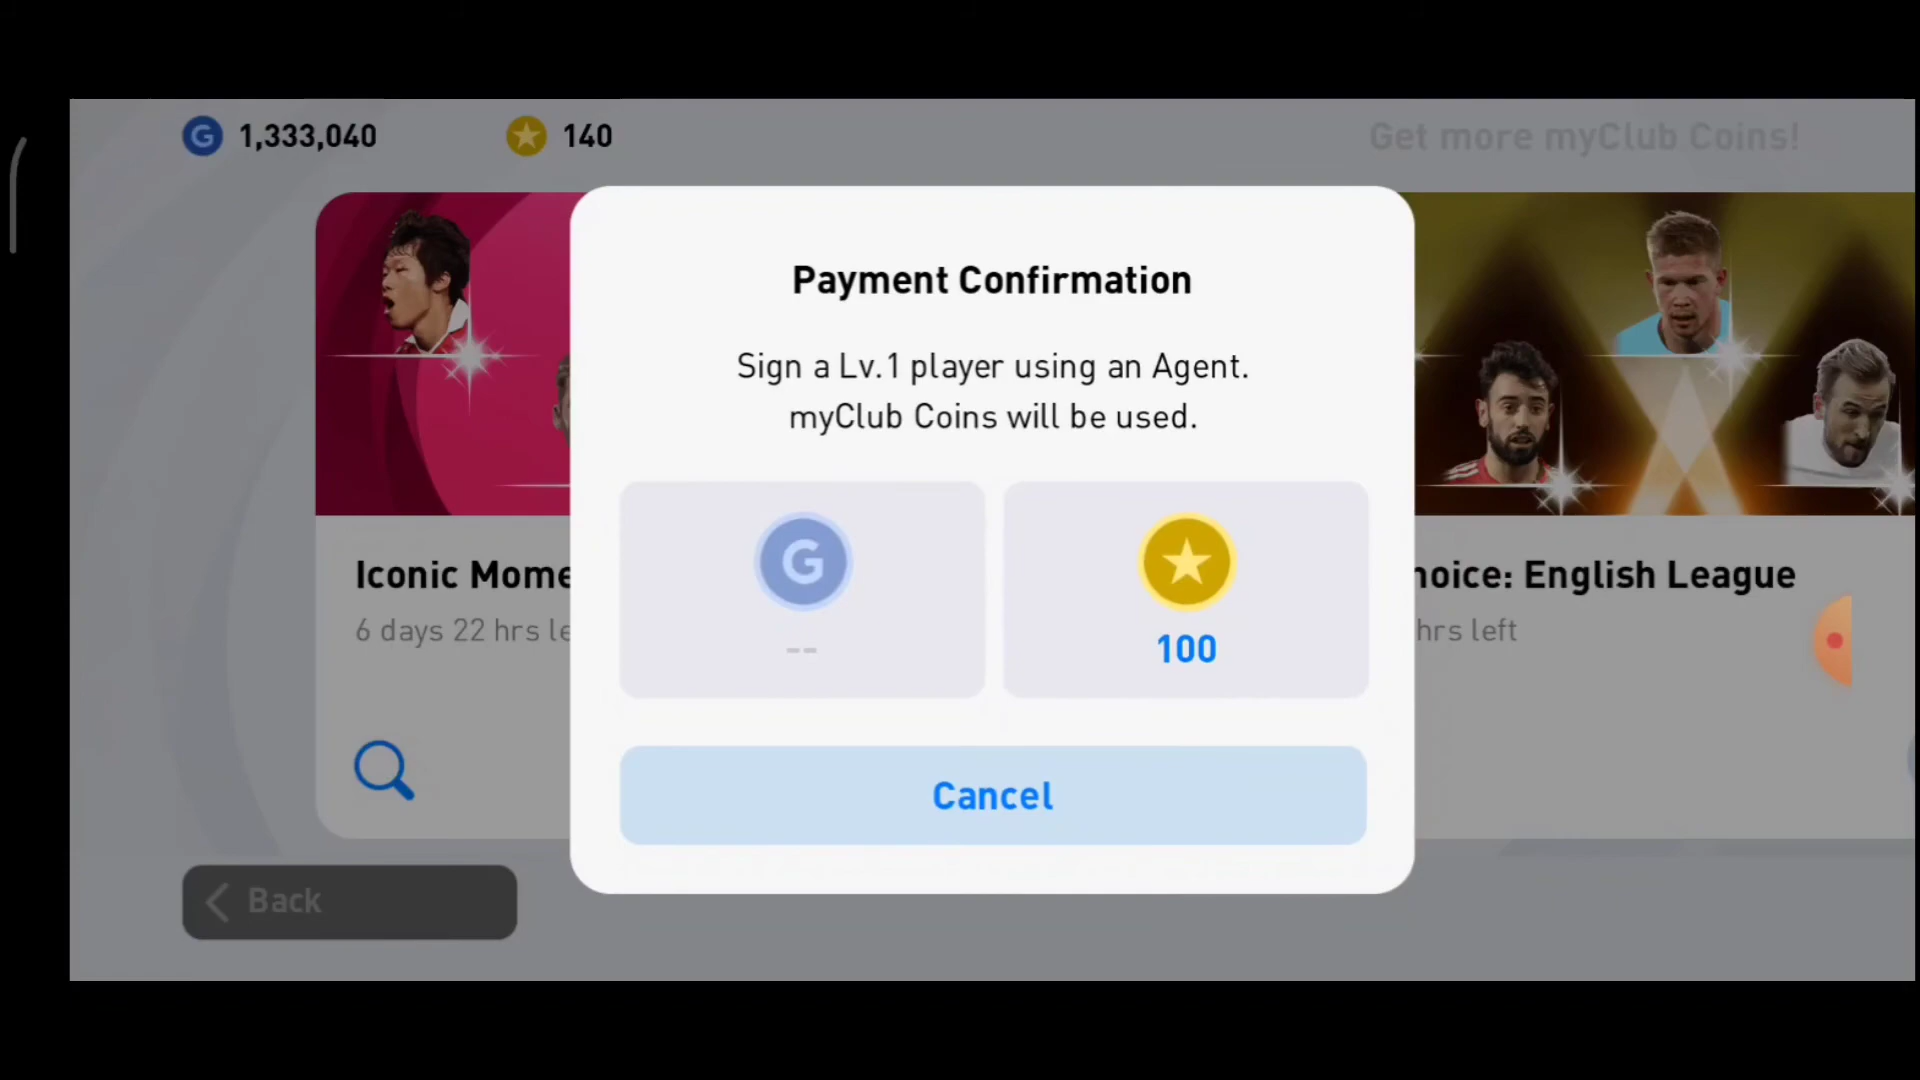 G 1,333,040
140
Get more myClub Coins!
Payment Confirmation
Sign a Lv.1 player using an Agent.
myClub Coins will be used.
G
--
100
Cancel
Iconic Mome
6 days 22 hrs le
hoice: English League
hrs left
Back